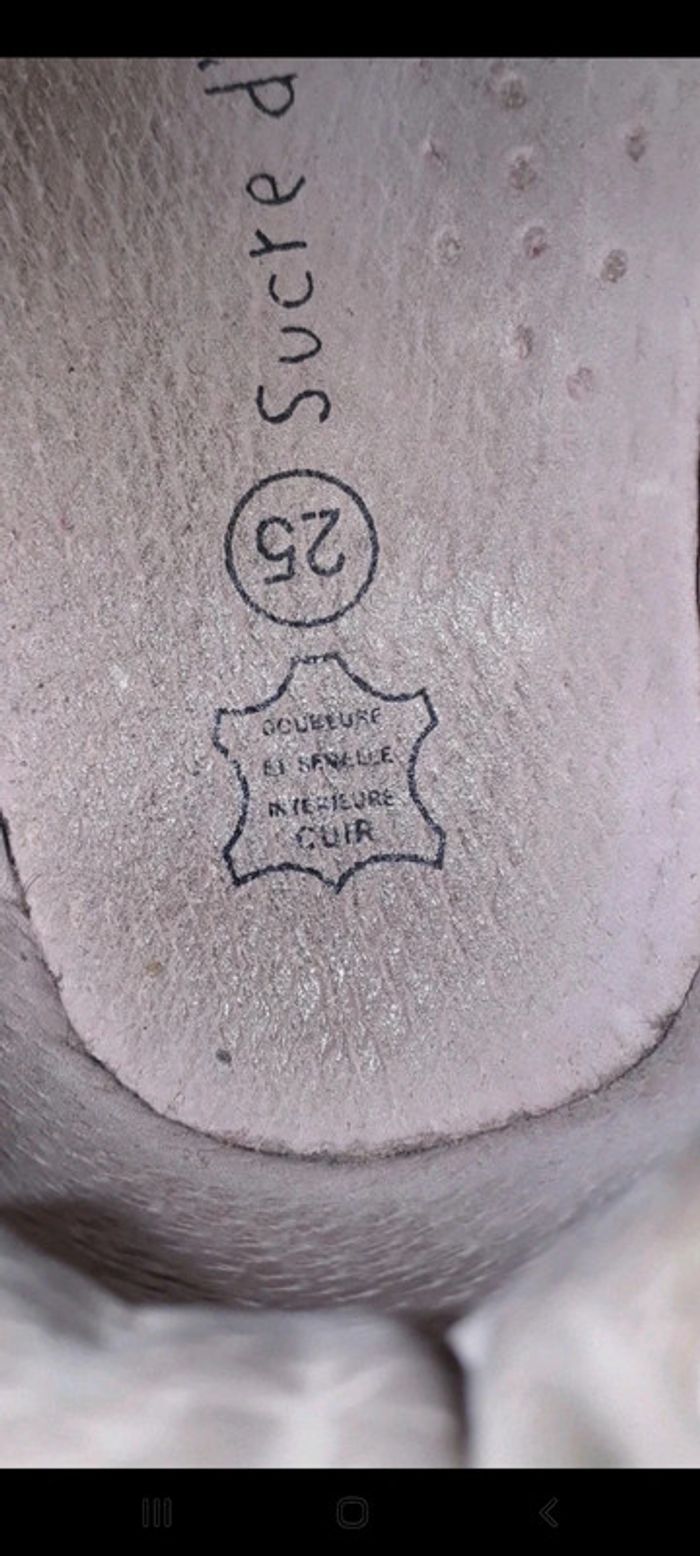 Sucre d'
25
DOUBLURE
ET SEMELLE
INTERIEURE
CUIR